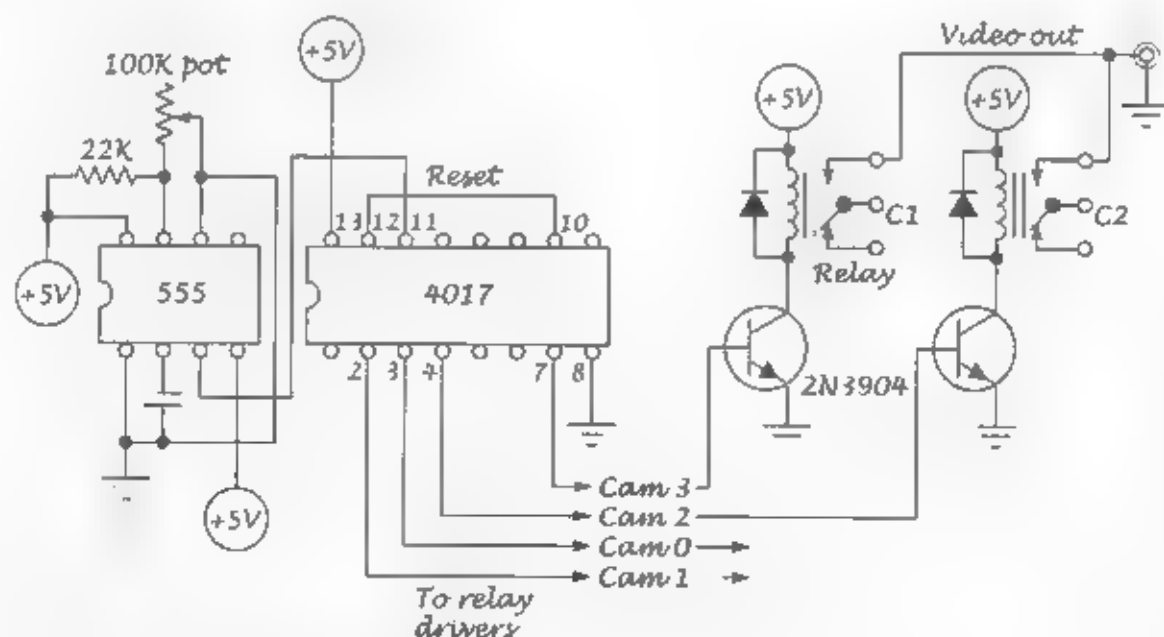 +5V
100K pot
22K
+5V
555
+5V
Reset
13 12 11
10
4017
2
3
4
7
8
Video out
+5V
+5V
C1
C2
Relay
2N3904
Cam 3
Cam 2
Cam 0
Cam 1
To relay
drivers